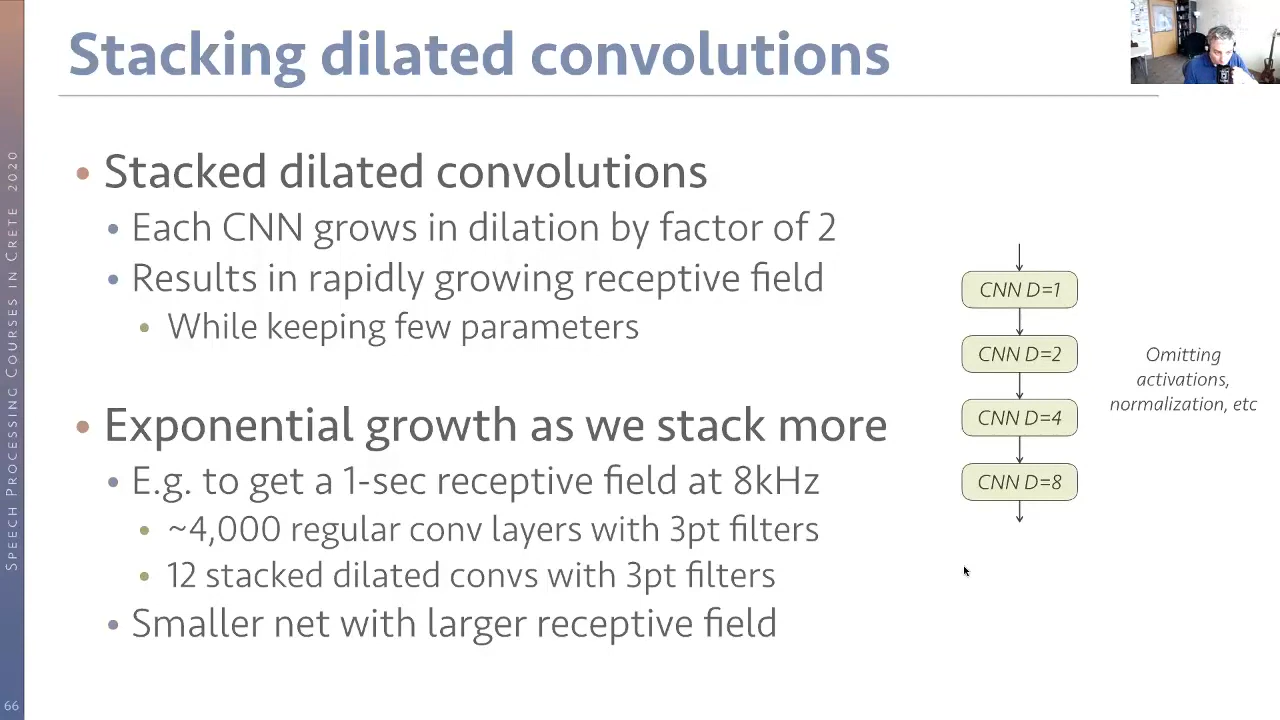 Stacking dilated convolutions
• Stacked dilated convolutions
• Each CNN grows in dilation by factor of 2
• Results in rapidly growing receptive field
• While keeping few parameters
• Exponential growth as we stack more
• E.g. to get a 1-sec receptive field at 8kHz
• ~4,000 regular conv layers with 3pt filters
• 12 stacked dilated convs with 3pt filters
• Smaller net with larger receptive field
CNN D=1
CNN D=2
CNN D=4
CNN D=8
Omitting
activations,
normalization, etc
Speech Processing Courses in Crete 2020
66